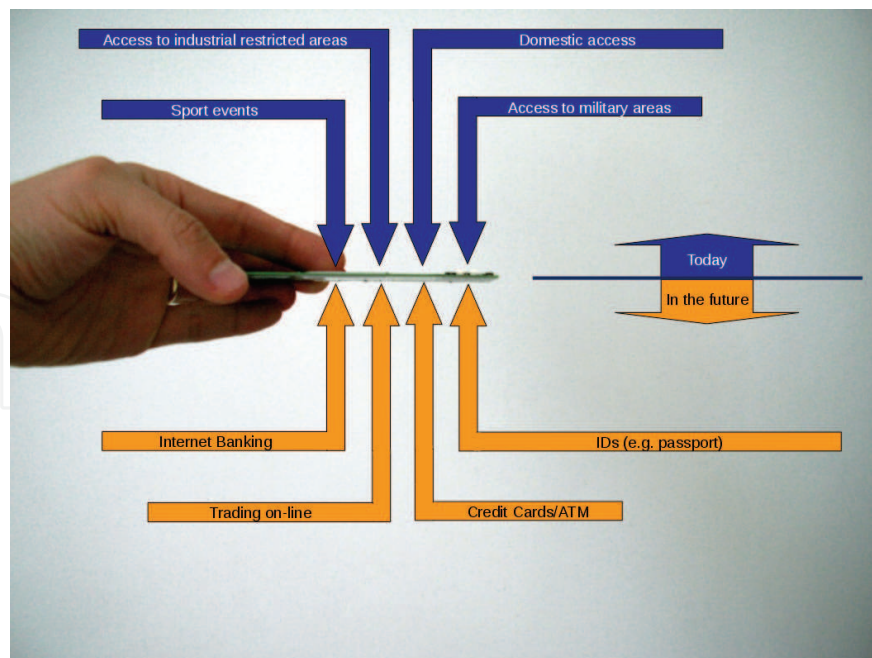 Access to industrial restricted areas
Domestic access
Sport events
Access to military areas
Today
In the future
Internet Banking
IDs (e.g. passport)
Trading on-line
Credit Cards/ATM